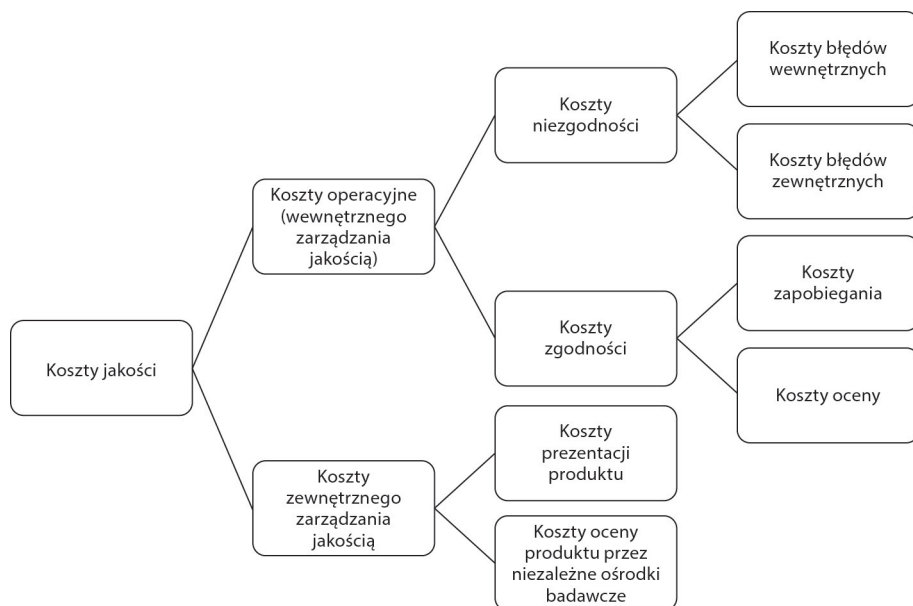 Koszty błędów
wewnętrznych
Koszty
niezgodności
Koszty błędów
zewnętrznych
Koszty operacyjne
(wewnętrznego
zarządzania
jakością)
Koszty
zapobiegania
Koszty
zgodności
Koszty jakości
Koszty oceny
Koszty
prezentacji
produktu
Koszty
zewnętrznego
zarządzania
jakością
Koszty oceny
produktu przez
niezależne ośrodki
badawcze